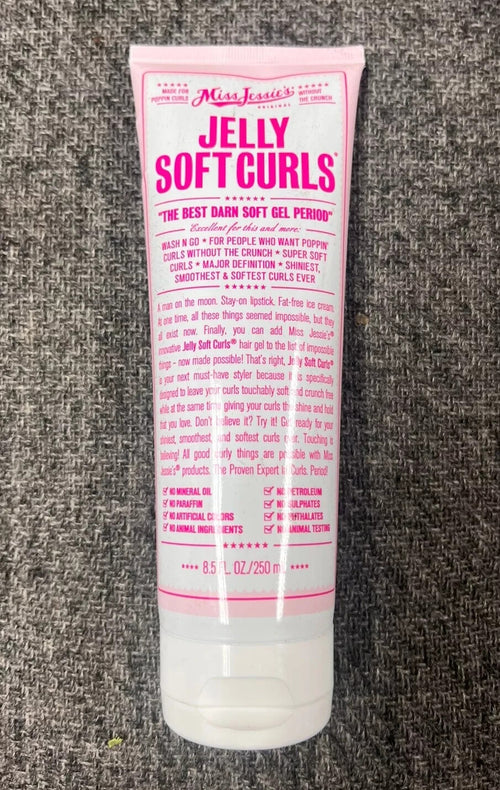 MADE FOR
POPPIN CURLS
Miss Jessie's
ORIGINAL
WITHOUT
THE CRUNCH
JELLY
SOFT CURLS®
"THE BEST DARN SOFT GEL PERIOD"
Excellent for this and more:
WASH N GO ★ FOR PEOPLE WHO WANT POPPIN'
CURLS WITHOUT THE CRUNCH ★ SUPER SOFT
CURLS ★ MAJOR DEFINITION ★ SHINIEST,
SMOOTHEST & SOFTEST CURLS EVER
A man on the moon. Stay-on lipstick. Fat-free ice cream.
At one time, all these things seemed impossible, but they
all exist now. Finally, you can add Miss Jessie's®
innovative Jelly Soft Curls® hair gel to the list of impossible
things - now made possible! That's right, Jelly Soft Curls®
is your next must-have styler because it is specifically
designed to leave your curls touchably soft and crunch free
while at the same time giving your curls the shine and hold
that you love. Don't believe it? Try it! Get ready for your
shiniest, smoothest, and softest curls ever. Touching is
believing! All good curly things are possible with Miss
Jessie's® products. The Proven Expert in Curls. Period!
NO MINERAL OIL
NO PARAFFIN
NO ARTIFICIAL COLORS
NO ANIMAL INGREDIENTS
NO PETROLEUM
NO SULPHATES
NO PHTHALATES
NO ANIMAL TESTING
8.5 FL. OZ./250 mL